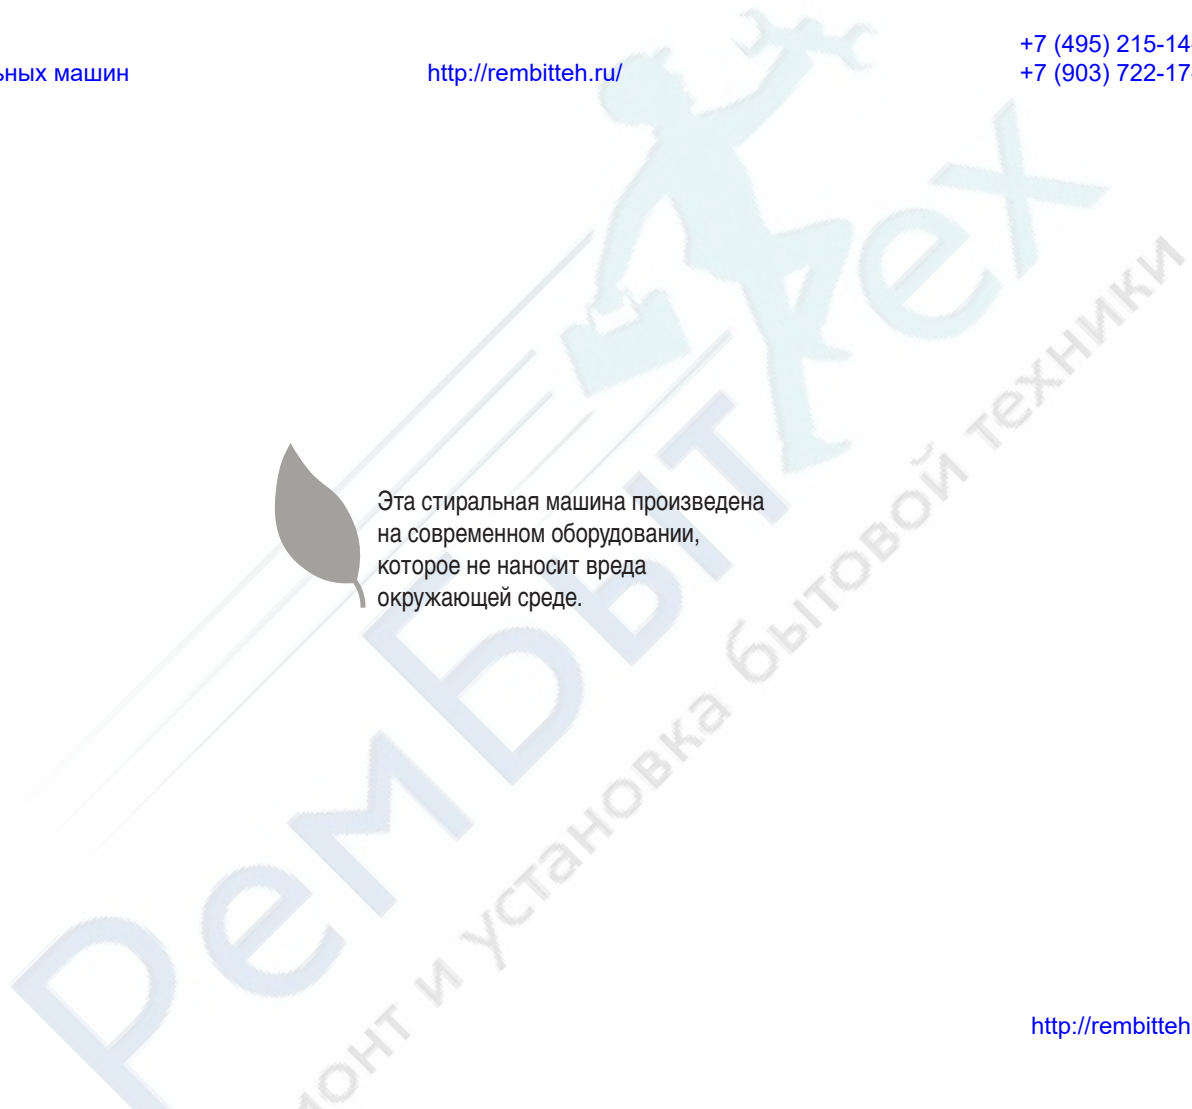 +7 (495) 215-14-
ьных машин http://rembitteh.ru/ +7 (903) 722-17-
Эта стиральная машина произведена
на современном оборудовании,
которое не наносит вреда
окружающей среде.
РемБытТех
монт и установка бытовой техники
http://rembitteh